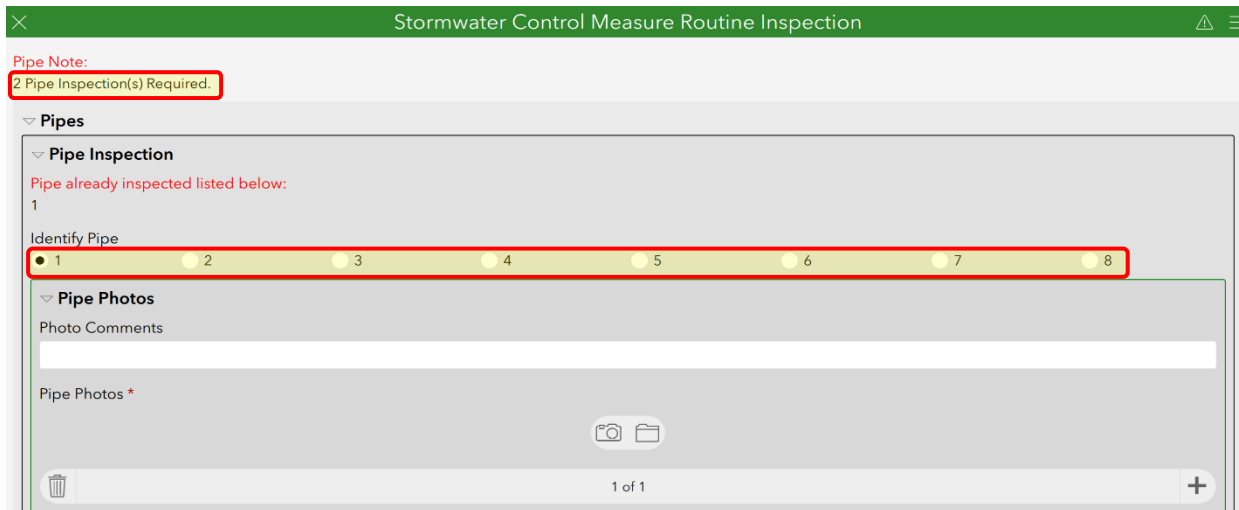 Stormwater Control Measure Routine Inspection
Pipe Note:
2 Pipe Inspection(s) Required.
Pipes
Pipe Inspection
Pipe already inspected listed below:
1
Identify Pipe
1 2 3 4 5 6 7 8
Pipe Photos
Photo Comments
Pipe Photos *
1 of 1